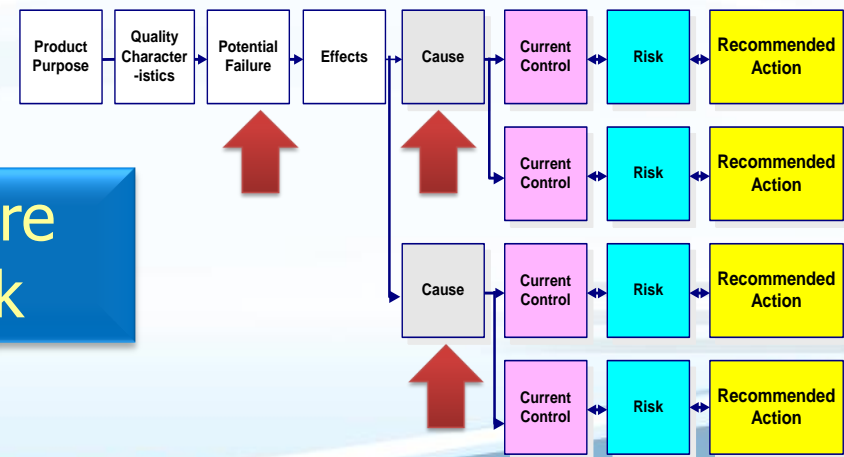 Product
Purpose
Quality
Character
-istics
Potential
Failure
Effects
Cause
Current
Control
Risk
Recommended
Action
Current
Control
Risk
Recommended
Action
Cause
Current
Control
Risk
Recommended
Action
Current
Control
Risk
Recommended
Action